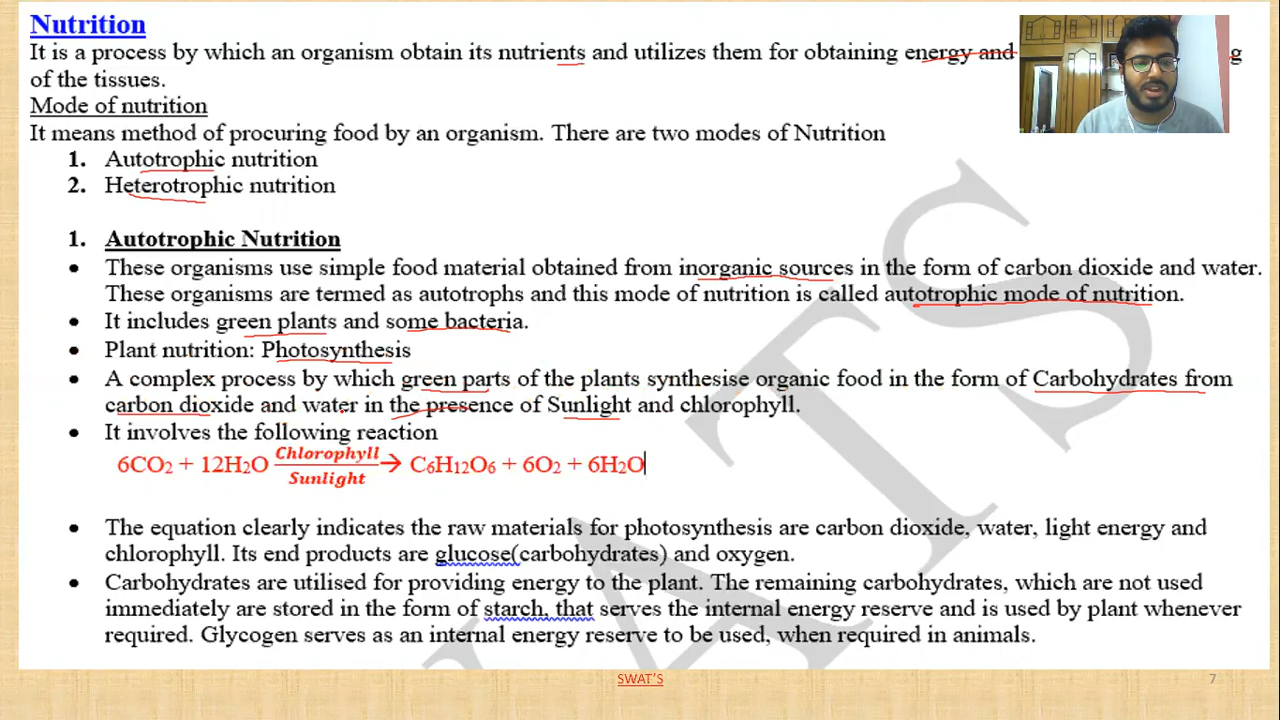 Nutrition
It is a process by which an organism obtain its nutrients and utilizes them for obtaining energy and g
of the tissues.
Mode of nutrition
It means method of procuring food by an organism. There are two modes of Nutrition
1. Autotrophic nutrition
2. Heterotrophic nutrition
1. Autotrophic Nutrition
• These organisms use simple food material obtained from inorganic sources in the form of carbon dioxide and water.
These organisms are termed as autotrophs and this mode of nutrition is called autotrophic mode of nutrition.
• It includes green plants and some bacteria.
• Plant nutrition: Photosynthesis
• A complex process by which green parts of the plants synthesise organic food in the form of Carbohydrates from
carbon dioxide and water in the presence of Sunlight and chlorophyll.
• It involves the following reaction
Chlorophyll
6CO₂ + 12H₂O → C₆H₁₂O₆ + 6O₂ + 6H₂O
Sunlight
• The equation clearly indicates the raw materials for photosynthesis are carbon dioxide, water, light energy and
chlorophyll. Its end products are glucose(carbohydrates) and oxygen.
• Carbohydrates are utilised for providing energy to the plant. The remaining carbohydrates, which are not used
immediately are stored in the form of starch, that serves the internal energy reserve and is used by plant whenever
required. Glycogen serves as an internal energy reserve to be used, when required in animals.
SWAT'S
7